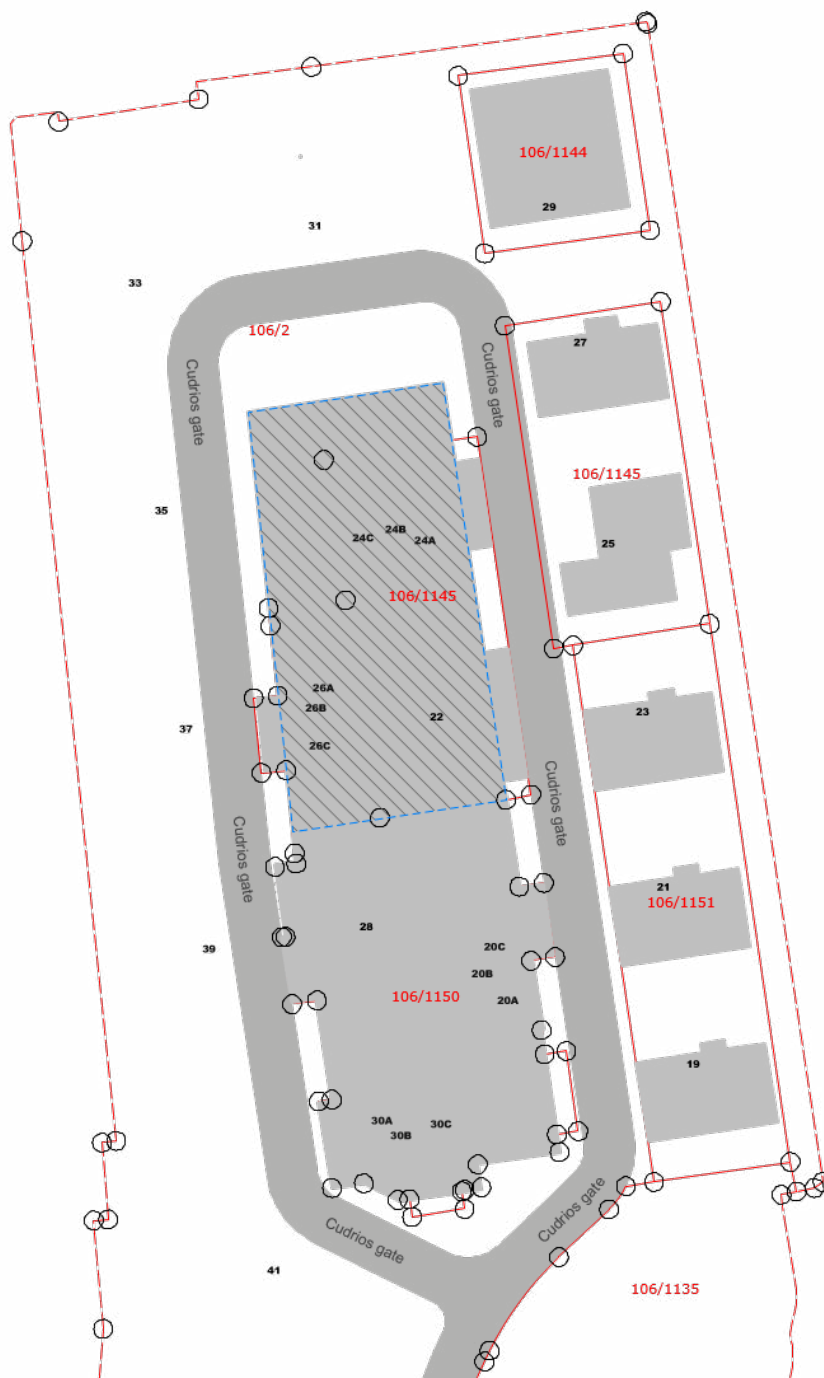 106/1144
29
31
33
106/2
Cudrios gate
Cudrios gate
27
106/1145
35
24C
24B
24A
25
106/1145
26A
26B
22
23
37
26C
Cudrios gate
Cudrios gate
21
106/1151
28
39
20C
20B
106/1150
20A
19
30A
30C
30B
Cudrios gate
Cudrios gate
41
106/1135